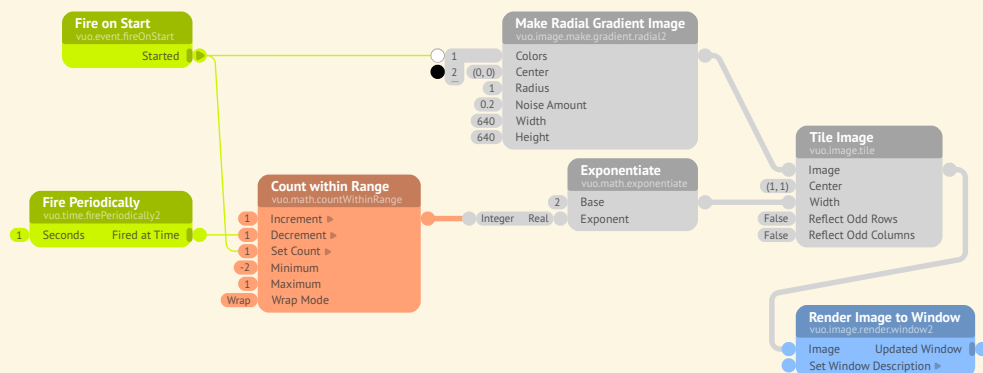 Fire on Start
vuo.event.fireOnStart
Started
Make Radial Gradient Image
vuo.image.make.gradient.radial2
1 Colors
2 (0, 0) Center
1 Radius
0.2 Noise Amount
640 Width
640 Height
Tile Image
vuo.image.tile
Image
(1, 1) Center
Width
False Reflect Odd Rows
False Reflect Odd Columns
Exponentiate
vuo.math.exponentiate
2 Base
Integer Real Exponent
Count within Range
vuo.math.countWithinRange
1 Increment
1 Decrement
1 Set Count
-2 Minimum
1 Maximum
Wrap Wrap Mode
Fire Periodically
vuo.time.firePeriodically2
1 Seconds Fired at Time
Render Image to Window
vuo.image.render.window2
Image Updated Window
Set Window Description